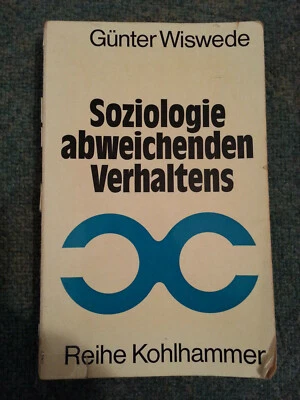 Günter Wiswede
Soziologie
abweichenden
Verhaltens
Reihe Kohlhammer